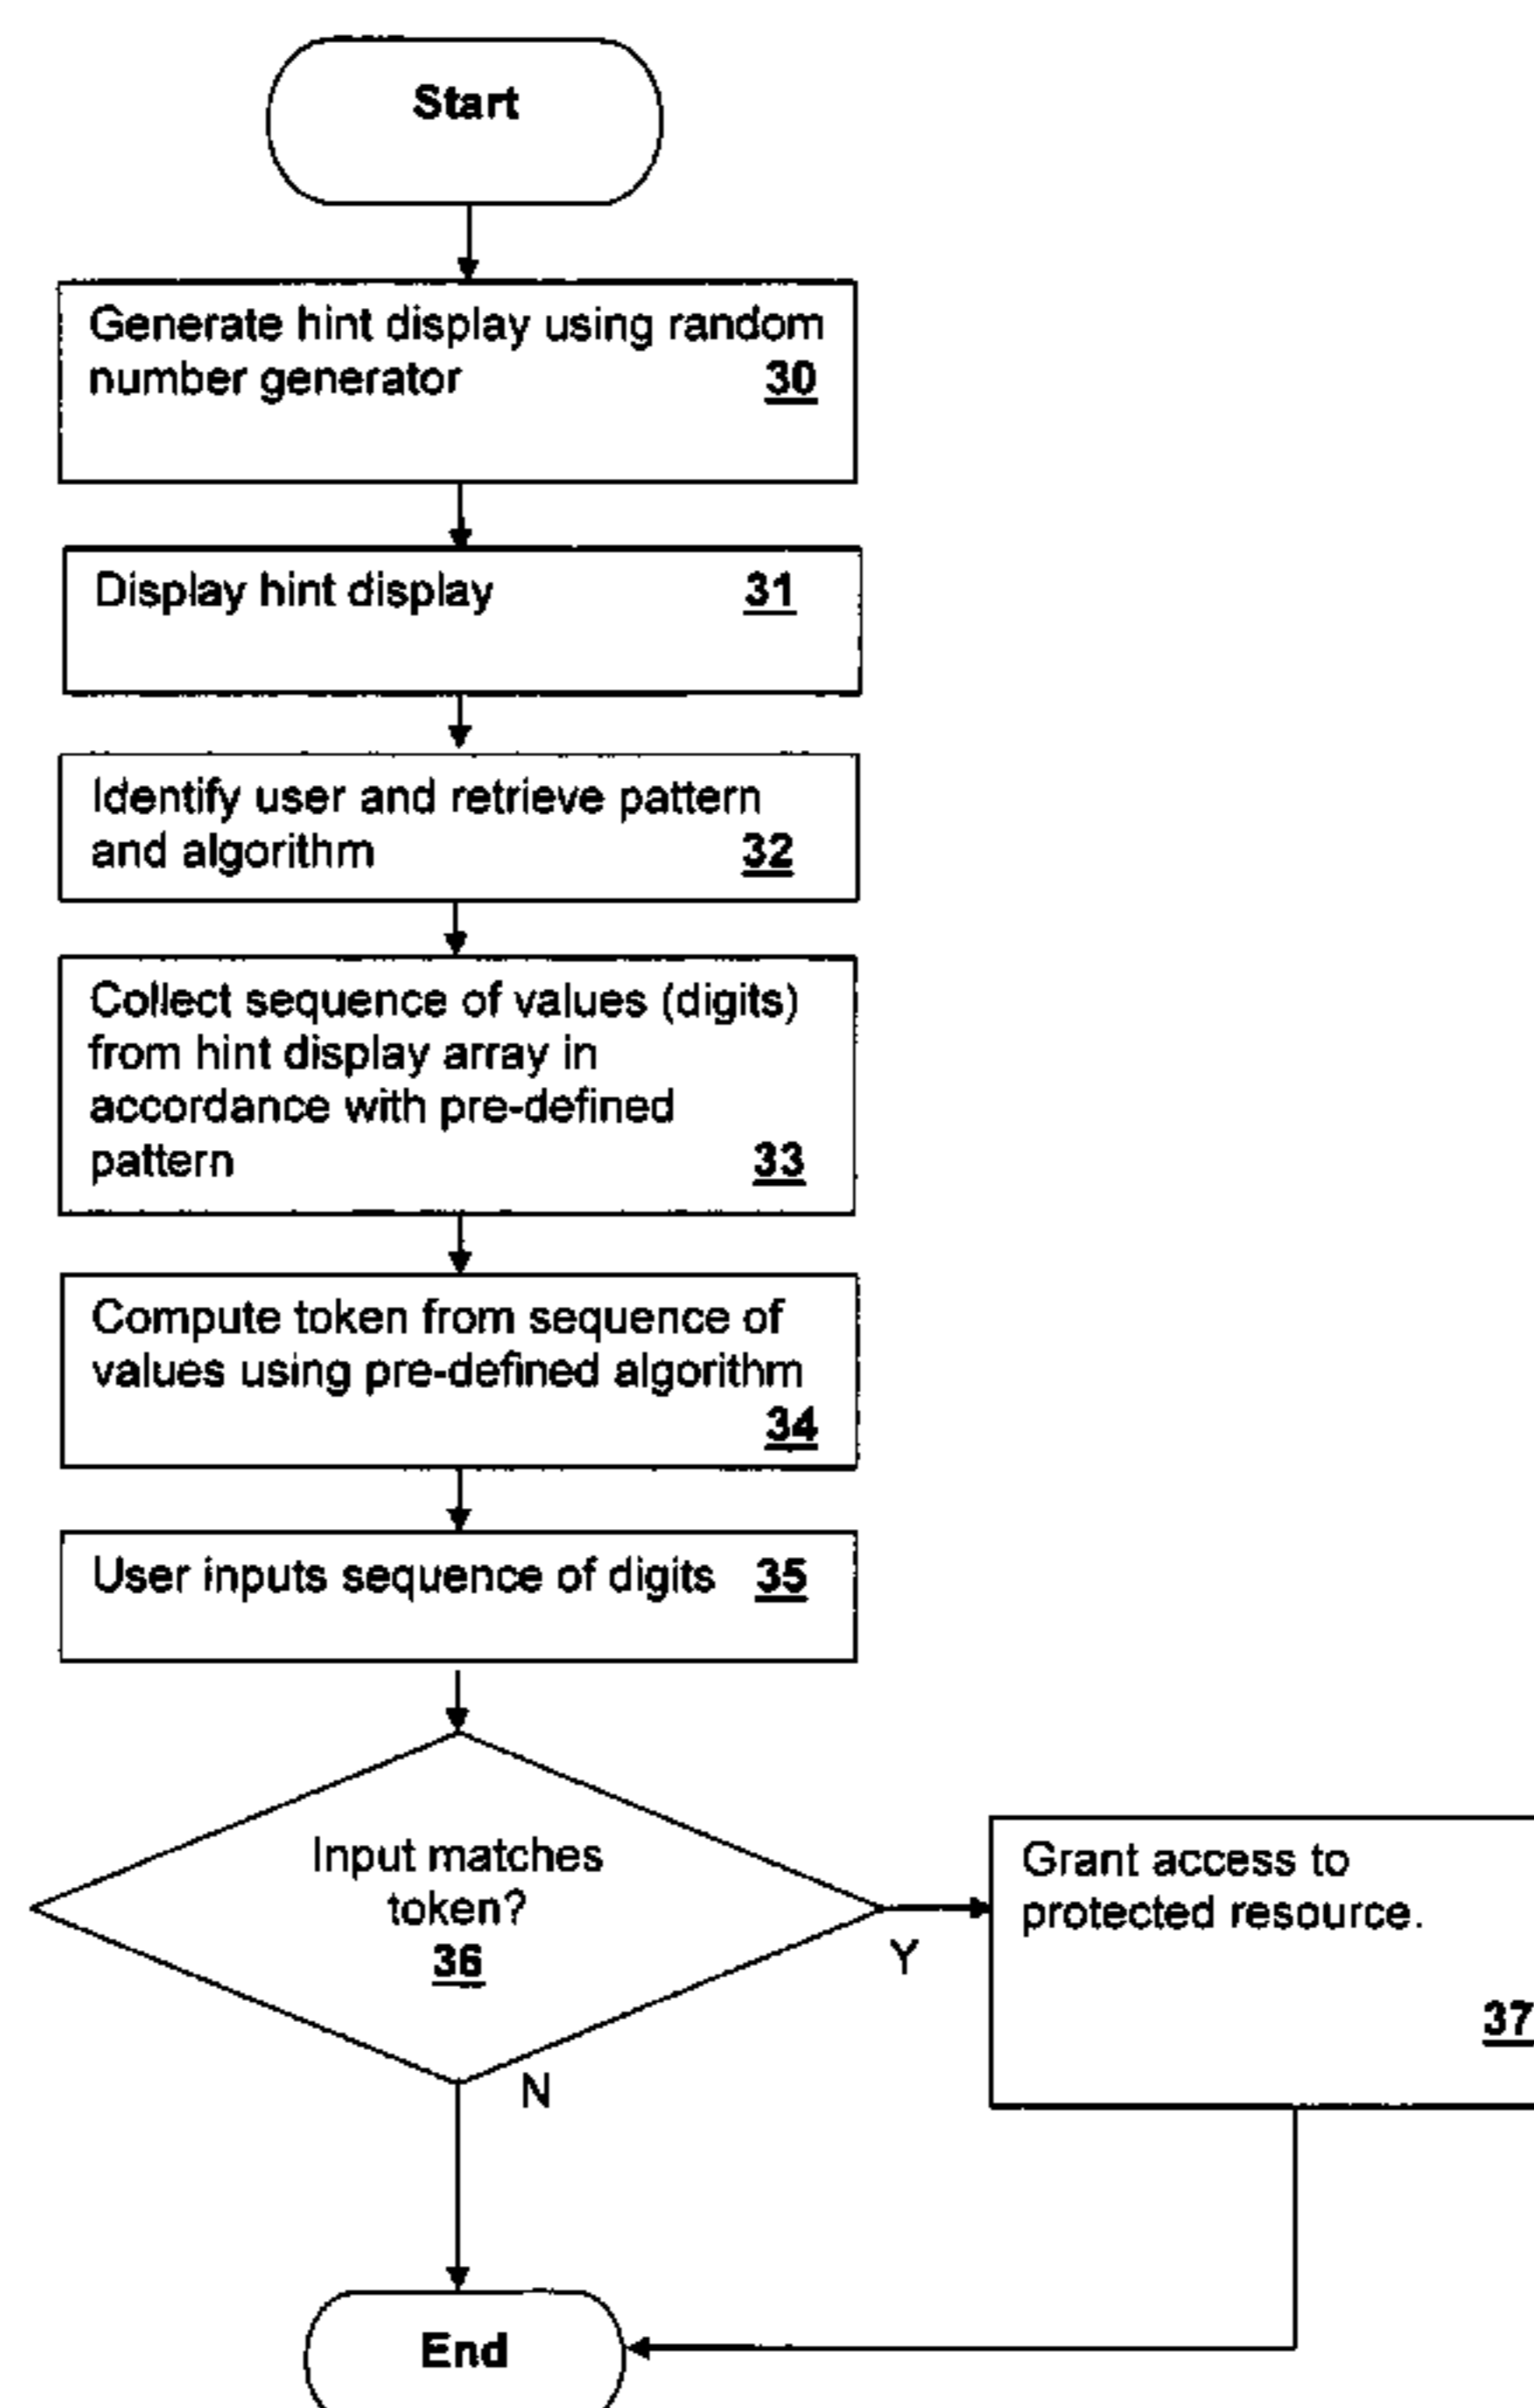 Start
Generate hint display using random
number generator 30
Display hint display 31
Identify user and retrieve pattern
and algorithm 32
Collect sequence of values (digits)
from hint display array in
accordance with pre-defined
pattern 33
Compute token from sequence of
values using pre-defined algorithm
34
User inputs sequence of digits 35
Input matches
token?
36
Y
Grant access to
protected resource.
37
N
End